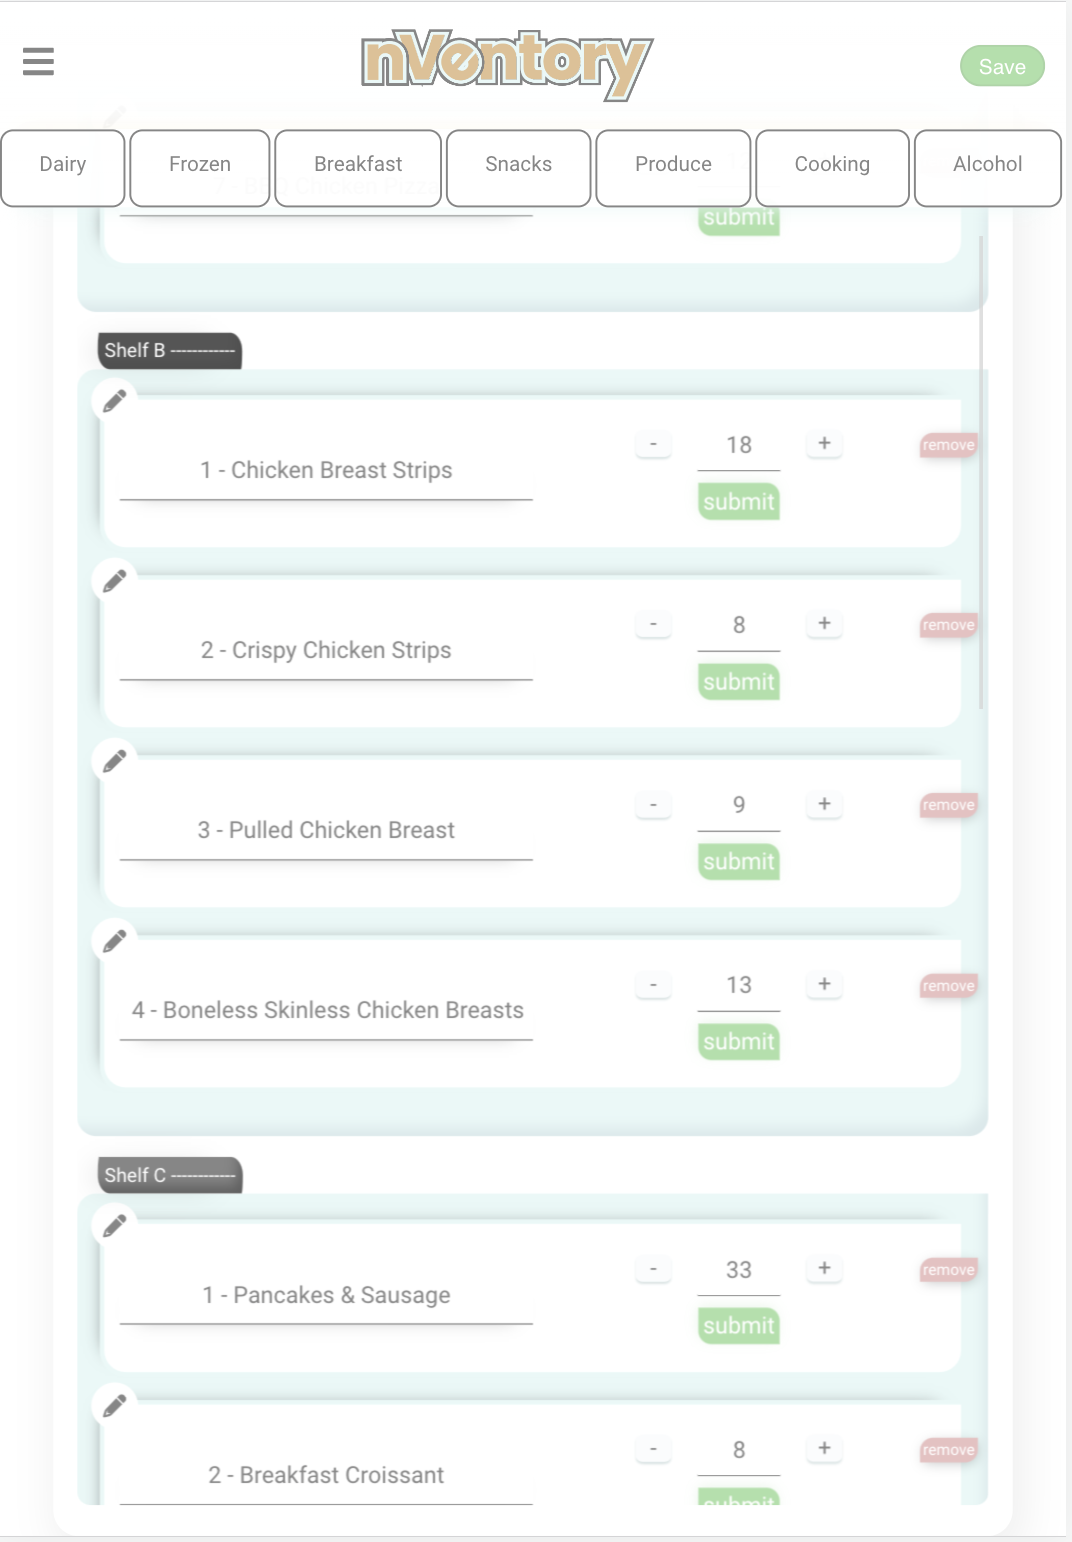 nVentory
Save
Dairy Frozen Breakfast Snacks Produce Cooking Alcohol
7 - BBQ Chicken Pizza
submit
Shelf B ------------
1 - Chicken Breast Strips - 18 + remove
submit
2 - Crispy Chicken Strips - 8 + remove
submit
3 - Pulled Chicken Breast - 9 + remove
submit
4 - Boneless Skinless Chicken Breasts - 13 + remove
submit
Shelf C ------------
1 - Pancakes & Sausage - 33 + remove
submit
2 - Breakfast Croissant - 8 + remove
submit